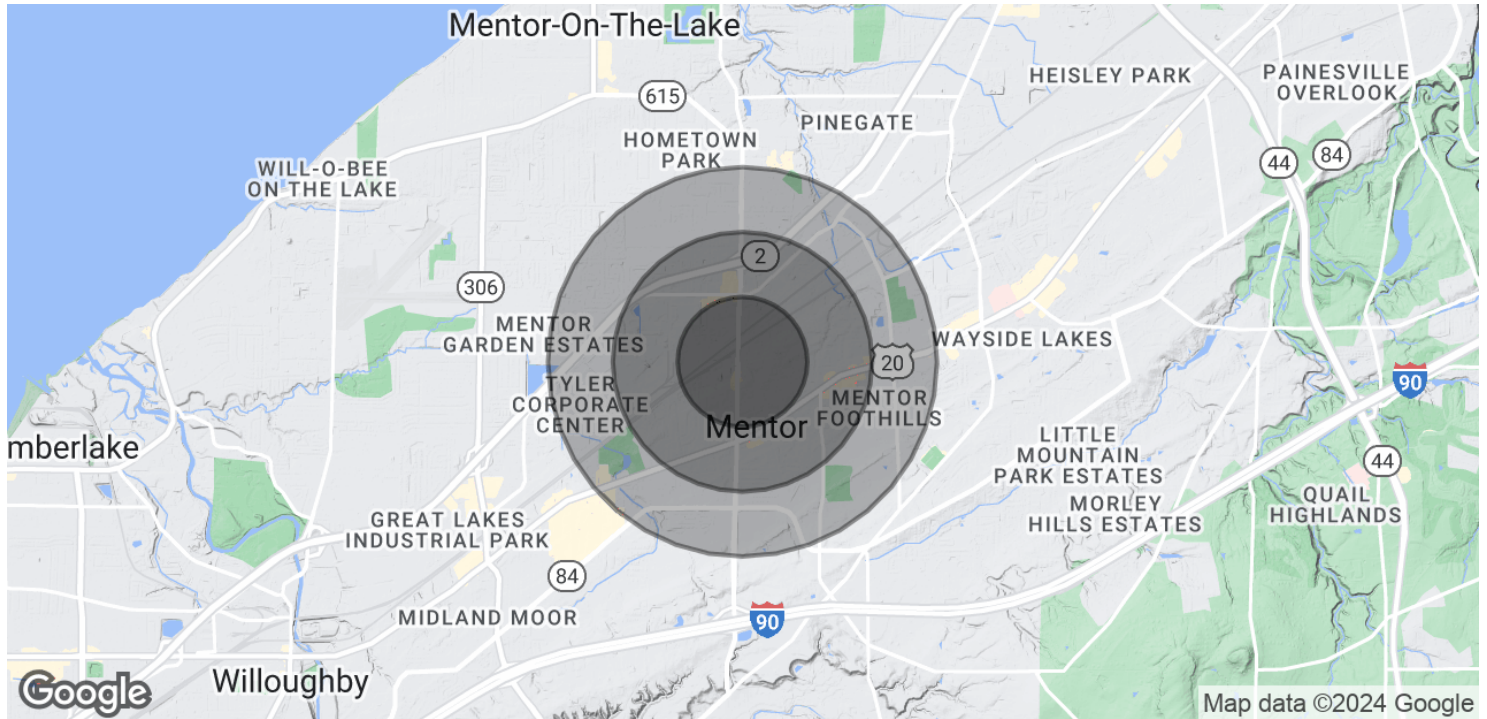 Mentor-On-The-Lake
HEISLEY PARK
PAINESVILLE
OVERLOOK
615
PINEGATE
HOMETOWN
PARK
44
84
WILL-O-BEE
ON THE LAKE
2
306
MENTOR
GARDEN ESTATES
WAYSIDE LAKES
20
90
TYLER
CORPORATE
CENTER
MENTOR
FOOTHILLS
Mentor
mberlake
LITTLE
MOUNTAIN
PARK ESTATES
44
MORLEY
HILLS ESTATES
QUAIL
HIGHLANDS
GREAT LAKES
INDUSTRIAL PARK
84
MIDLAND MOOR
90
Willoughby
Google
Map data ©2024 Google